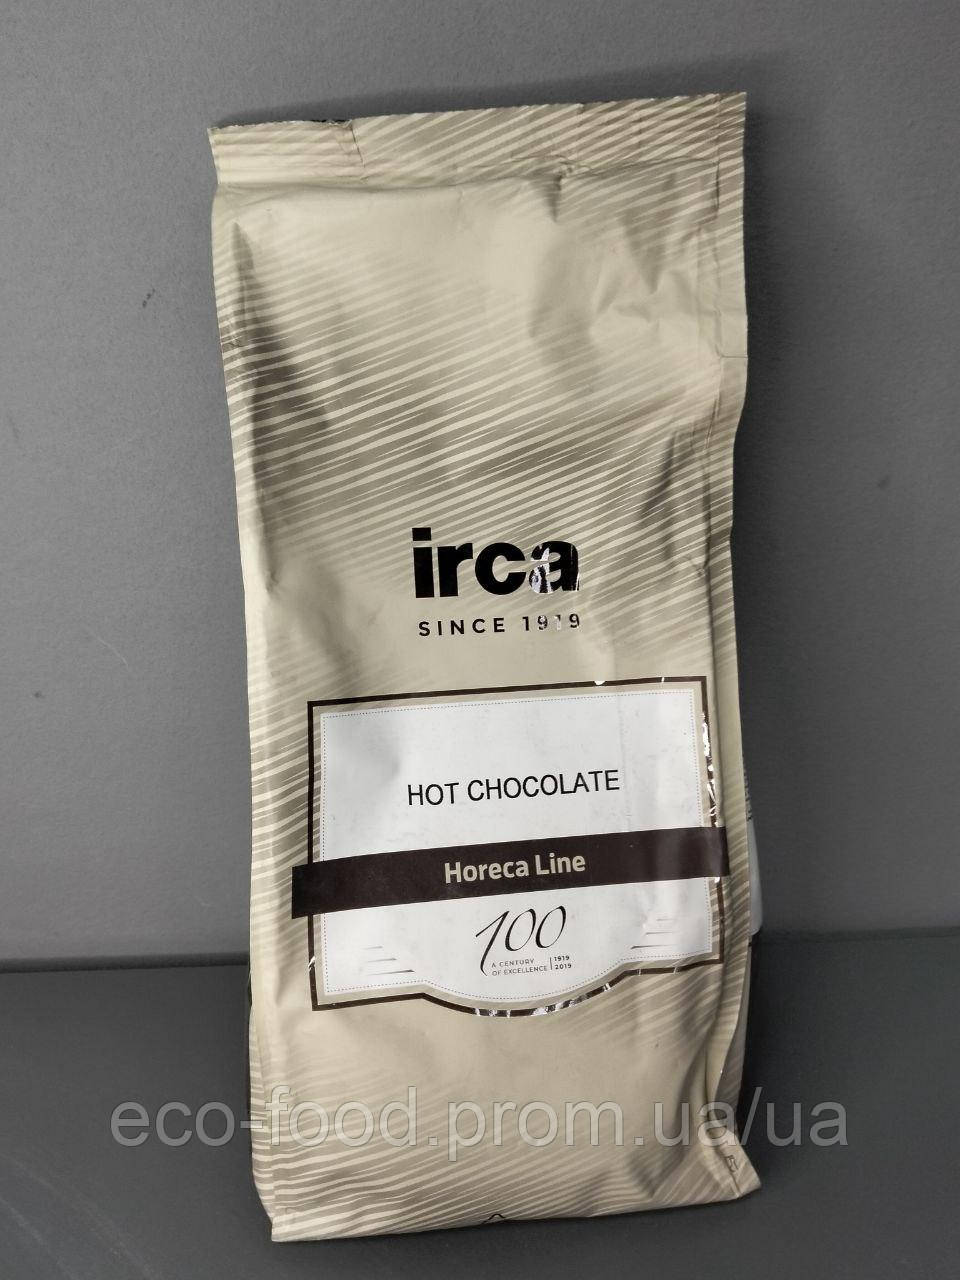 irca
SINCE 1919
HOT CHOCOLATE
Horeca Line
100
A CENTURY
OF EXCELLENCE
1919
2019
eco-food.prom.ua/ua